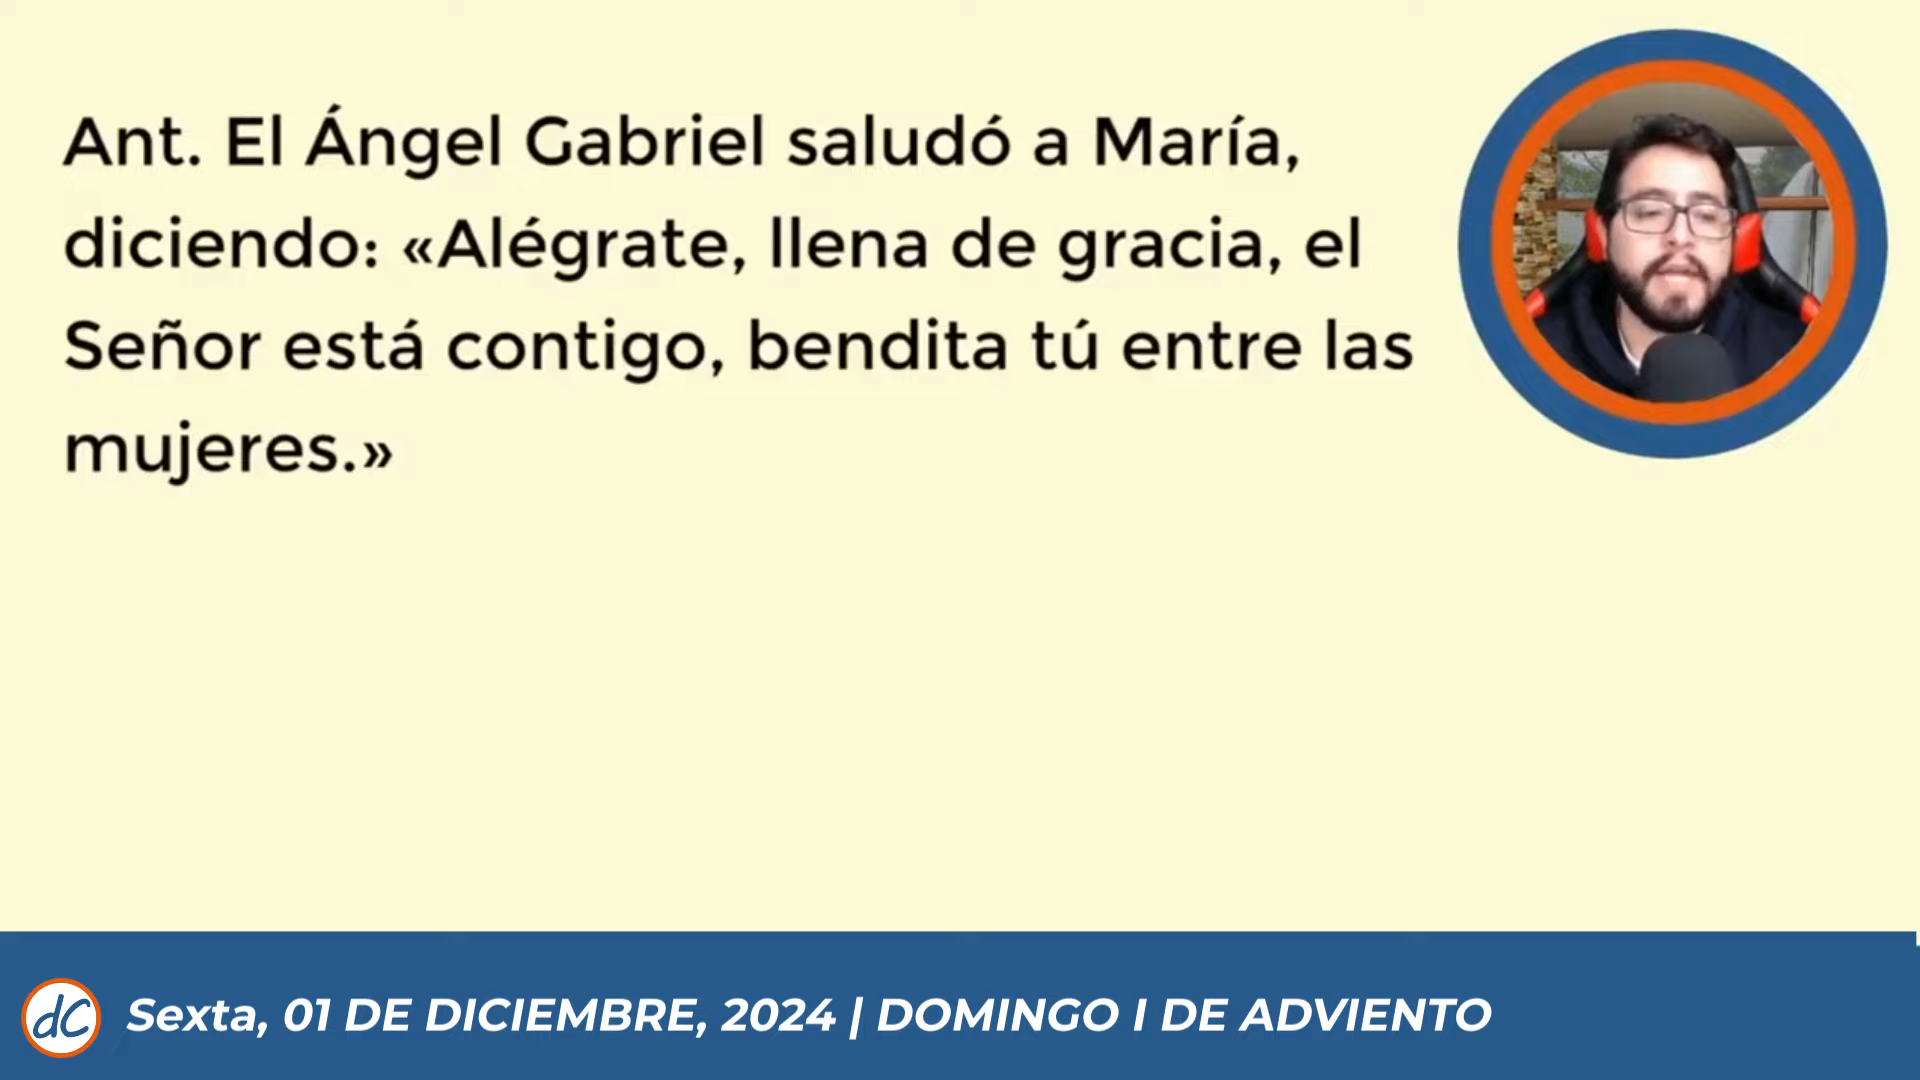 Ant. El Ángel Gabriel saludó a María,
diciendo: «Alégrate, llena de gracia, el
Señor está contigo, bendita tú entre las
mujeres.»
dC Sexta, 01 DE DICIEMBRE, 2024 | DOMINGO I DE ADVIENTO